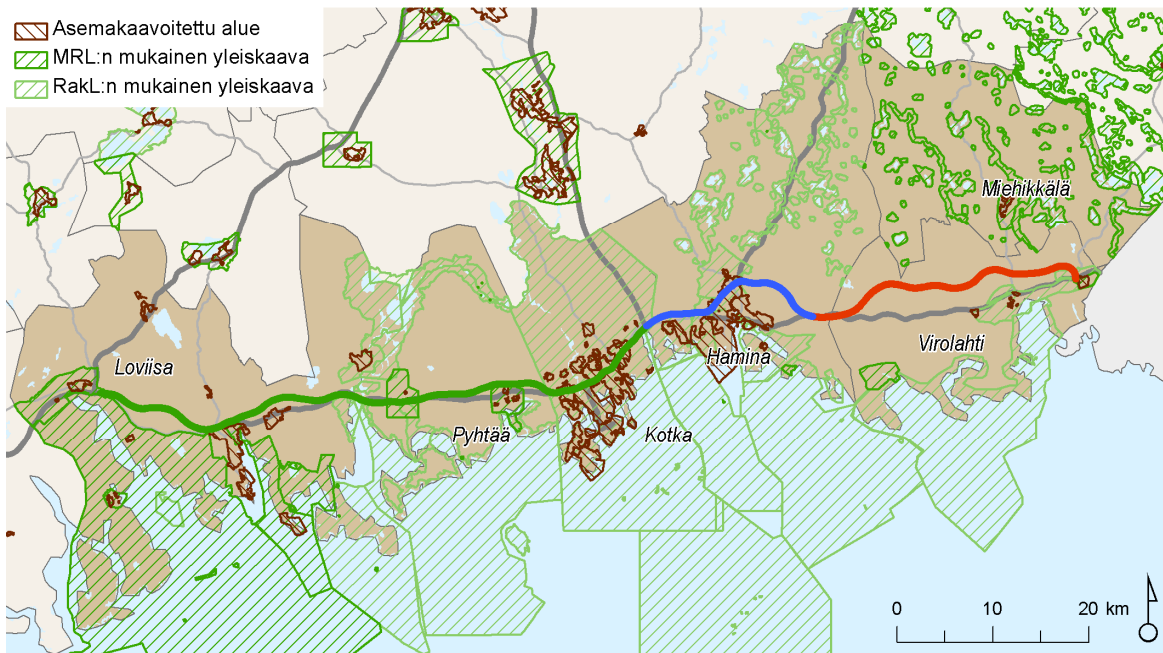 Asemakaavoitettu alue
MRL:n mukainen yleiskaava
RakL:n mukainen yleiskaava
Miehikkälä
Virolahti
Hamina
Loviisa
Pyhtää
Kotka
0 10 20 km